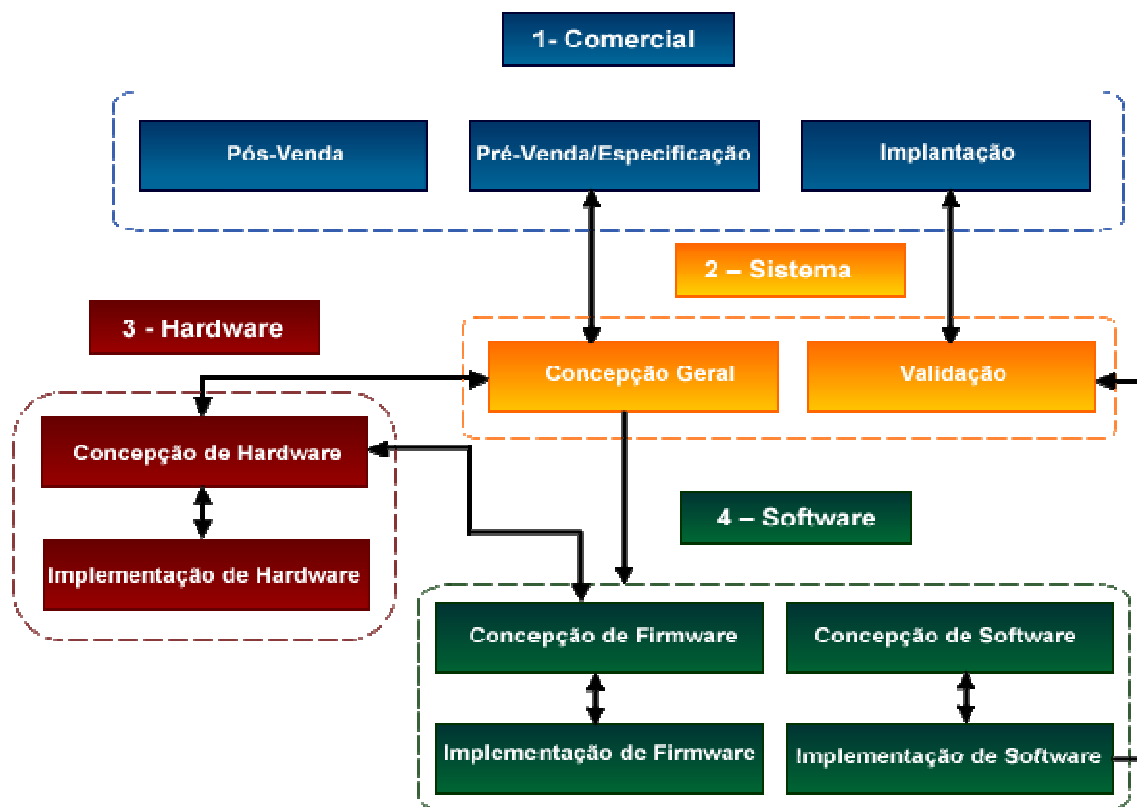 1- Comercial
Pós-Venda
Pré-Venda/Especificação
Implantação
2 – Sistema
3 - Hardware
Concepção Geral
Validação
Concepção de Hardware
4 – Software
Implementação de Hardware
Concepção de Firmware
Concepção de Software
Implementação de Firmware
Implementação de Software